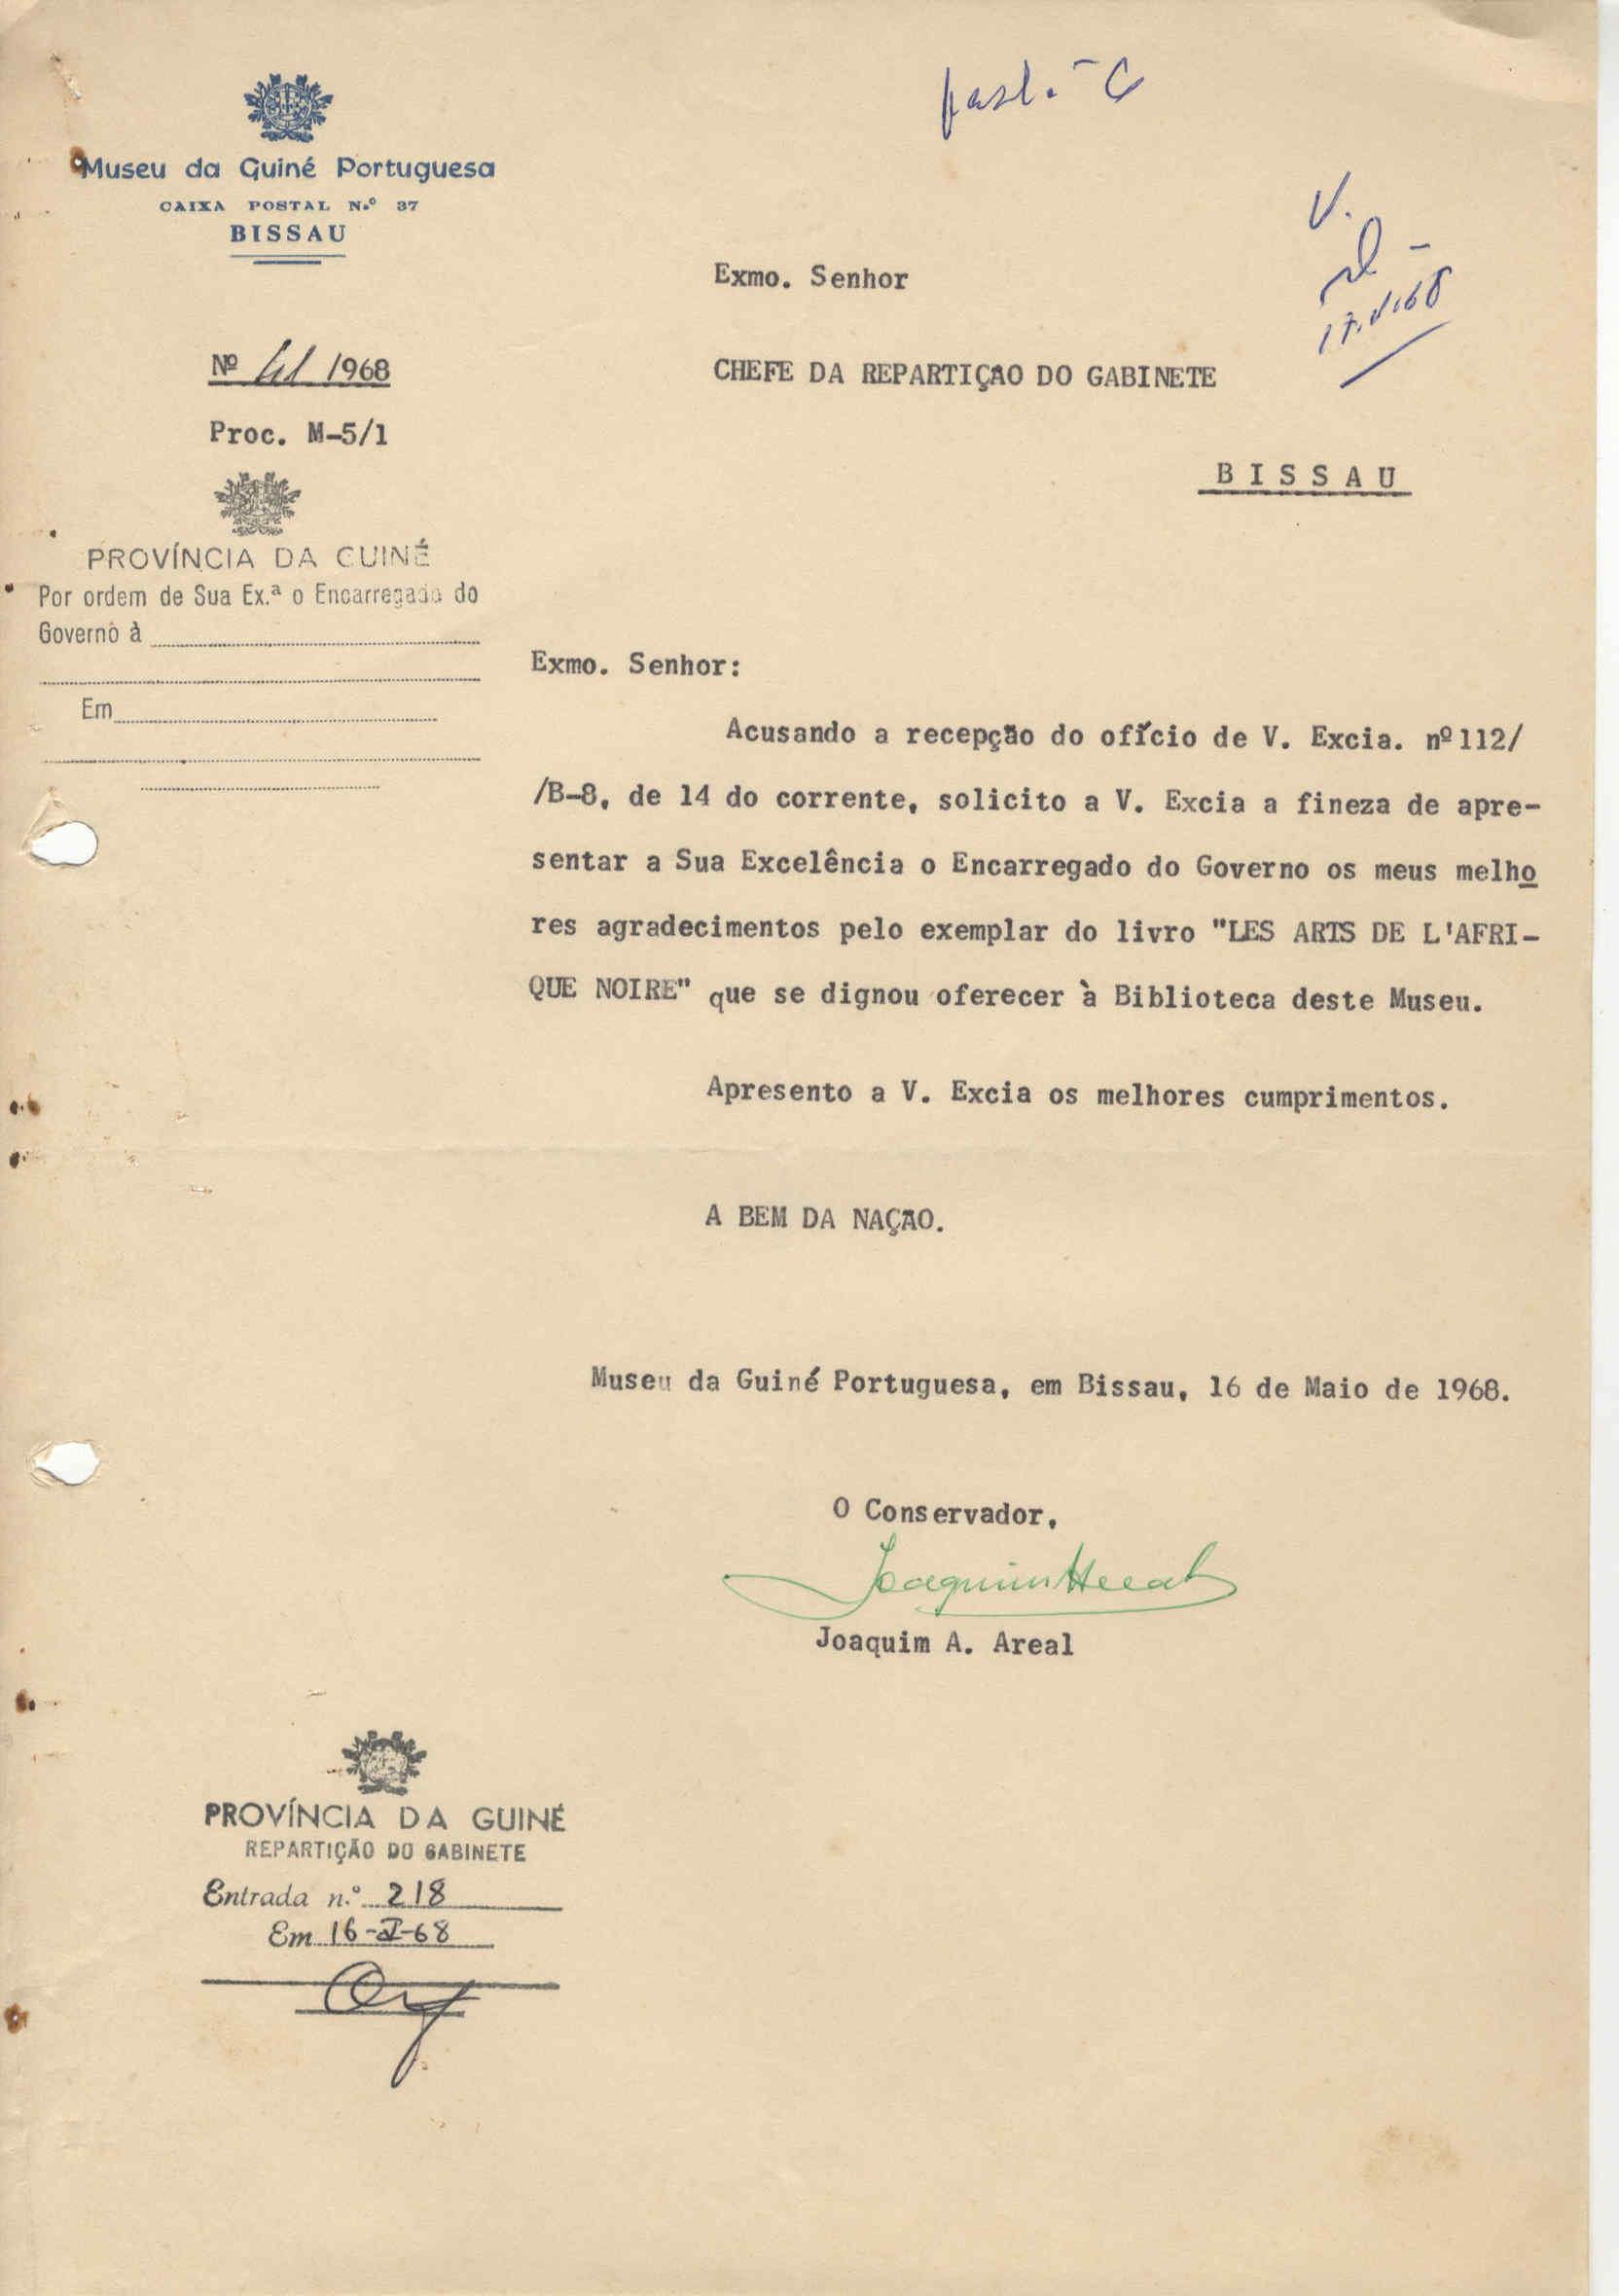 Museu da Guiné Portuguesa
CAIXA POSTAL N.º 37
BISSAU
Exmo. Senhor
Nº 41 /1968
CHEFE DA REPARTIÇÃO DO GABINETE
Proc. M-5/1
BISSAU
PROVÍNCIA DA GUINÉ
Por ordem de Sua Ex.ª o Encarregado do
Governo à
Em
Exmo. Senhor:
Acusando a recepção do ofício de V. Excia. nº112/
/B-8, de 14 do corrente, solicito a V. Excia a fineza de apre-
sentar a Sua Excelência o Encarregado do Governo os meus melho
res agradecimentos pelo exemplar do livro "LES ARTS DE L'AFRI-
QUE NOIRE" que se dignou oferecer à Biblioteca deste Museu.
Apresento a V. Excia os melhores cumprimentos.
A BEM DA NAÇÃO.
Museu da Guiné Portuguesa, em Bissau, 16 de Maio de 1968.
O Conservador,
Joaquim Areal
Joaquim A. Areal
PROVÍNCIA DA GUINÉ
REPARTIÇÃO DO GABINETE
Entrada n.º 218
Em 16-V-68